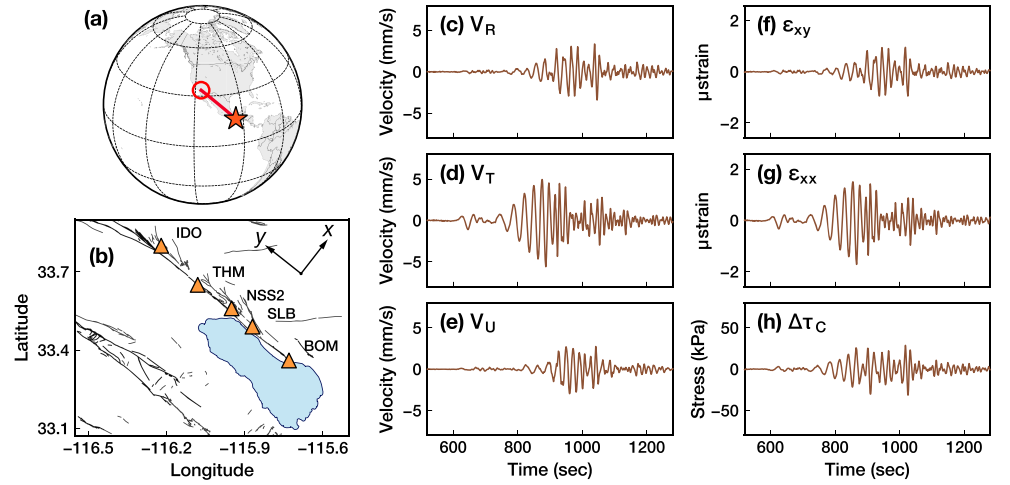 (a)
(b)
IDO
THM
NSS2
SLB
BOM
y
x
Latitude
33.7
33.4
33.1
−116.5
−116.2
−115.9
−115.6
Longitude
(c) V_R
Velocity (mm/s)
5
0
−5
(d) V_T
Velocity (mm/s)
5
0
−5
(e) V_U
Velocity (mm/s)
5
0
−5
600 800 1000 1200
Time (sec)
(f) ε_xy
μstrain
2
0
−2
(g) ε_xx
μstrain
2
0
−2
(h) Δτ_C
Stress (kPa)
50
0
−50
600 800 1000 1200
Time (sec)